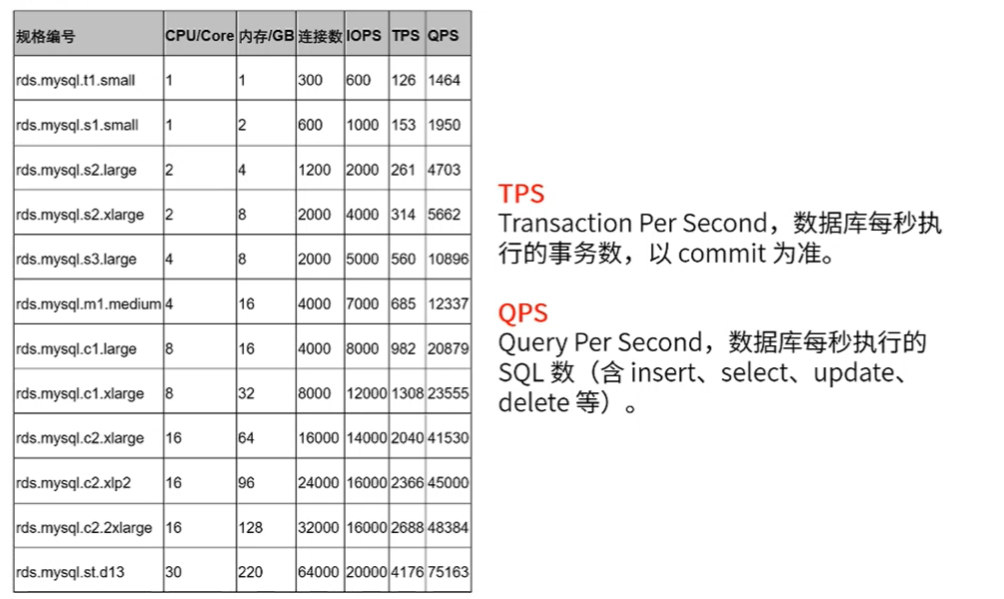 规格编号 CPU/Core 内存/GB 连接数 IOPS TPS QPS
rds.mysql.t1.small 1 1 300 600 126 1464
rds.mysql.s1.small 1 2 600 1000 153 1950
rds.mysql.s2.large 2 4 1200 2000 261 4703
rds.mysql.s2.xlarge 2 8 2000 4000 314 5662
rds.mysql.s3.large 4 8 2000 5000 560 10896
rds.mysql.m1.medium 4 16 4000 7000 685 12337
rds.mysql.c1.large 8 16 4000 8000 982 20879
rds.mysql.c1.xlarge 8 32 8000 12000 1308 23555
rds.mysql.c2.xlarge 16 64 16000 14000 2040 41530
rds.mysql.c2.xlp2 16 96 24000 16000 2366 45000
rds.mysql.c2.2xlarge 16 128 32000 16000 2688 48384
rds.mysql.st.d13 30 220 64000 20000 4176 75163
TPS
Transaction Per Second，数据库每秒执
行的事务数，以 commit 为准。
QPS
Query Per Second，数据库每秒执行的
SQL 数（含 insert、select、update、
delete 等）。